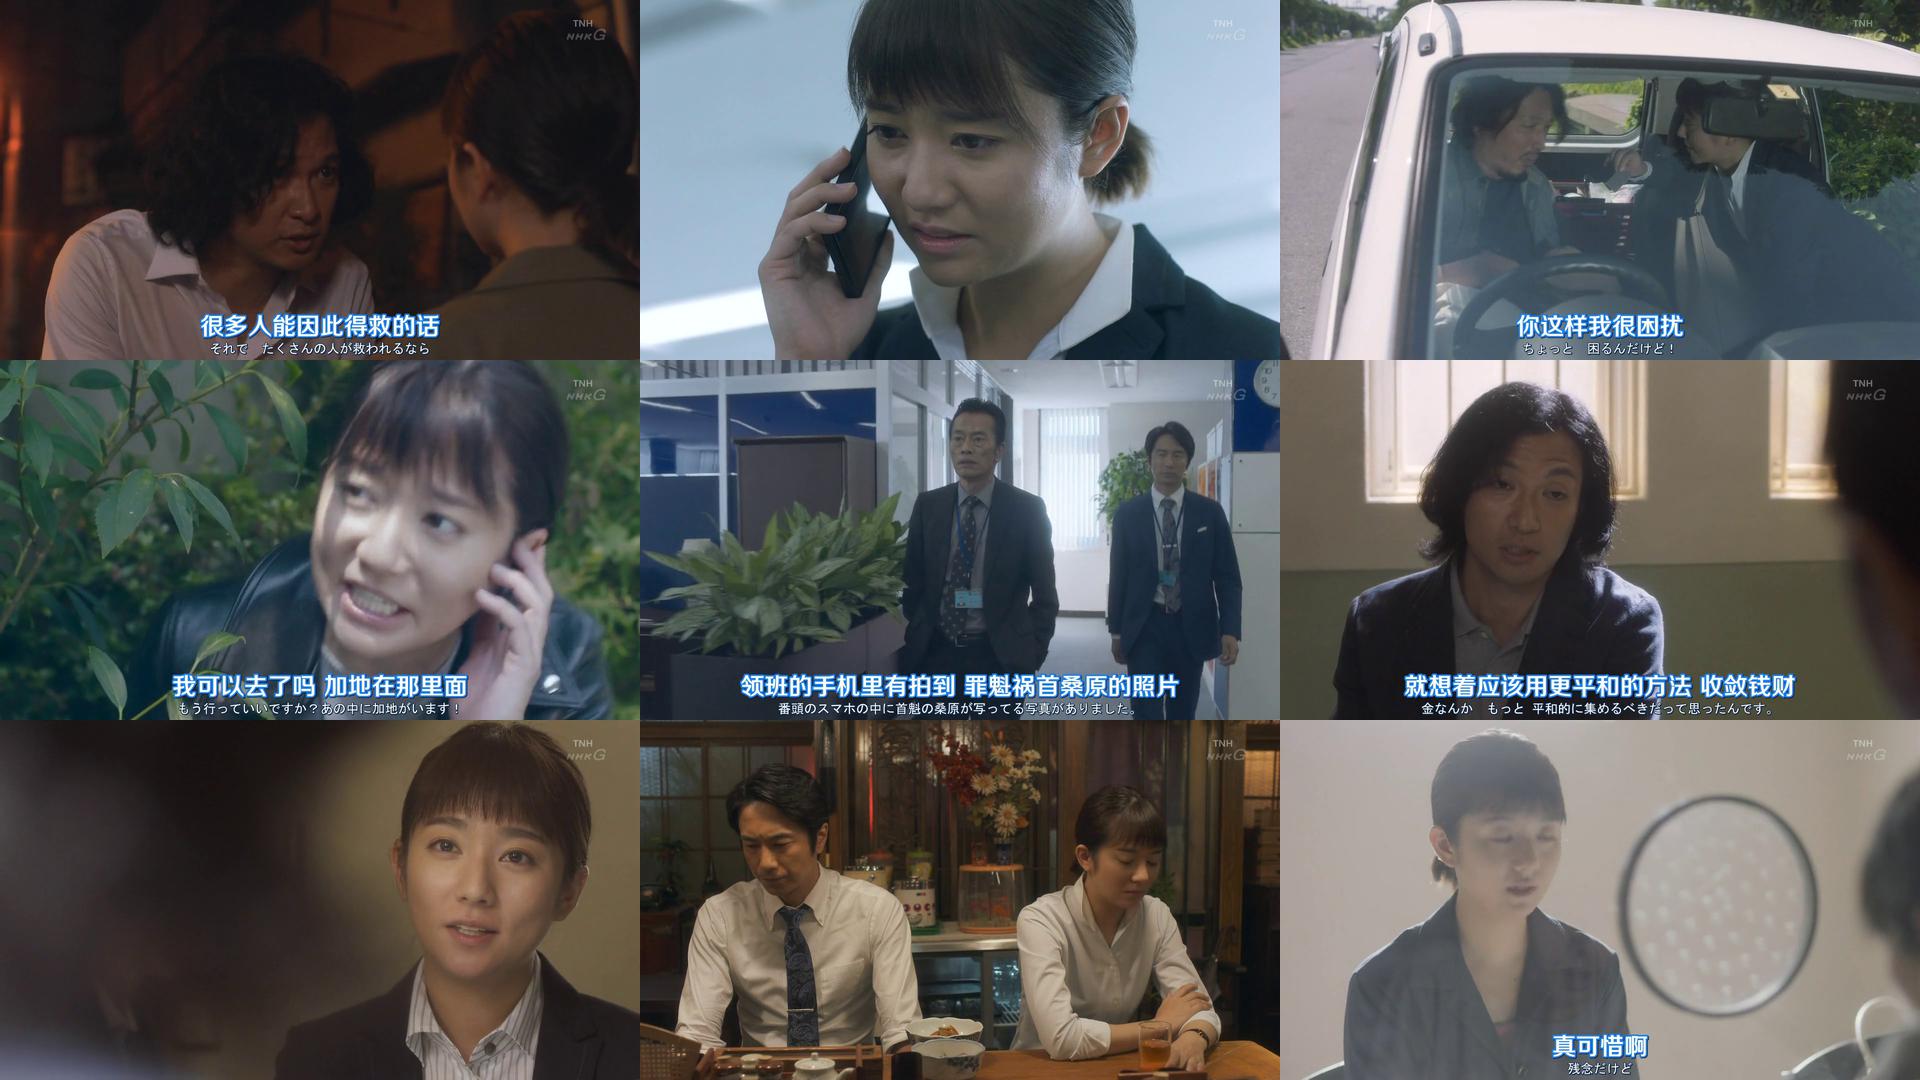 TNH
NHKG
很多人能因此得救的话
それで　たくさんの人が救われるなら
TNH
NHKG
TNH
你这样我很困扰
ちょっと　困るんだけど！
TNH
NHKG
我可以去了吗 加地在那里面
もう行っていいですか？あの中に加地がいます！
TNH
NHKG
领班的手机里有拍到 罪魁祸首桑原的照片
番頭のスマホの中に首魁の桑原が写ってる写真がありました。
TNH
NHKG
就想着应该用更平和的方法 收敛钱财
金なんか　もっと 平和的に集めるべきだって思ったんです。
TNH
NHKG
TNH
NHKG
TNH
NHKG
真可惜啊
残念だけど